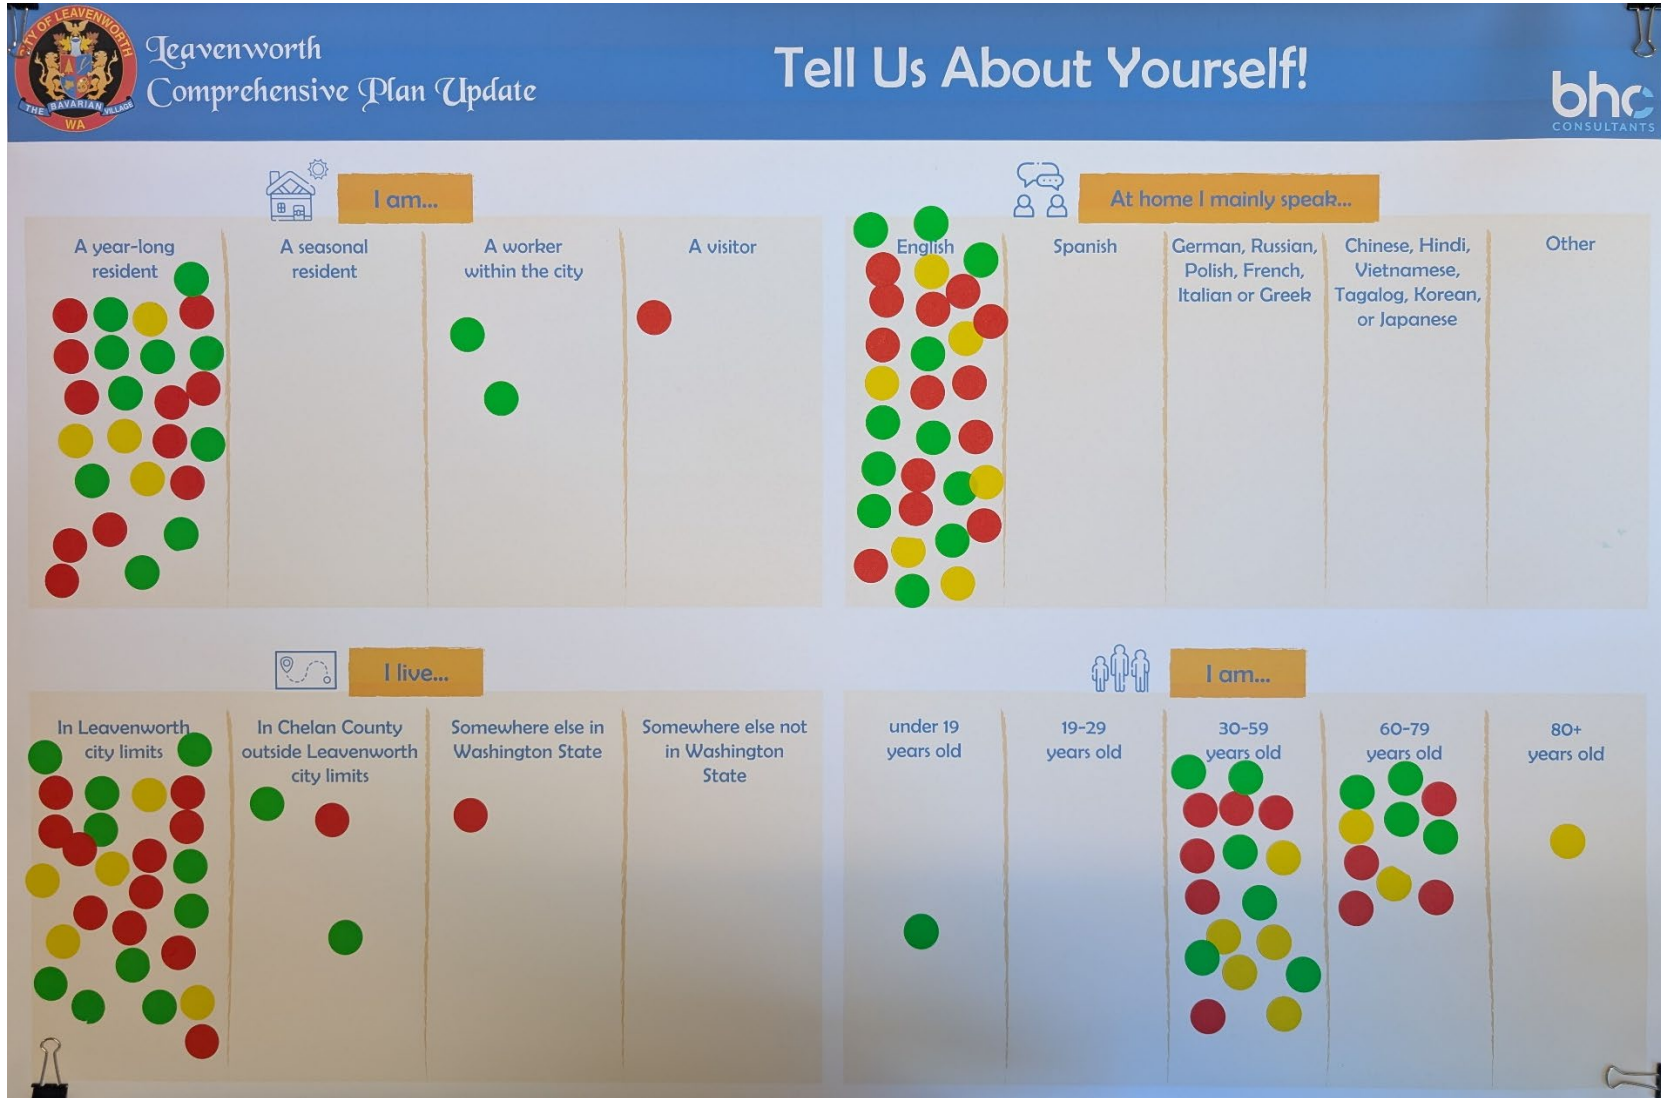 CITY OF LEAVENWORTH
THE BAVARIAN VILLAGE
WA
Leavenworth
Comprehensive Plan Update
Tell Us About Yourself!
bhc
CONSULTANTS
I am...
A year-long
resident
A seasonal
resident
A worker
within the city
A visitor
At home I mainly speak...
English
Spanish
German, Russian,
Polish, French,
Italian or Greek
Chinese, Hindi,
Vietnamese,
Tagalog, Korean,
or Japanese
Other
I live...
In Leavenworth
city limits
In Chelan County
outside Leavenworth
city limits
Somewhere else in
Washington State
Somewhere else not
in Washington
State
I am...
under 19
years old
19-29
years old
30-59
years old
60-79
years old
80+
years old